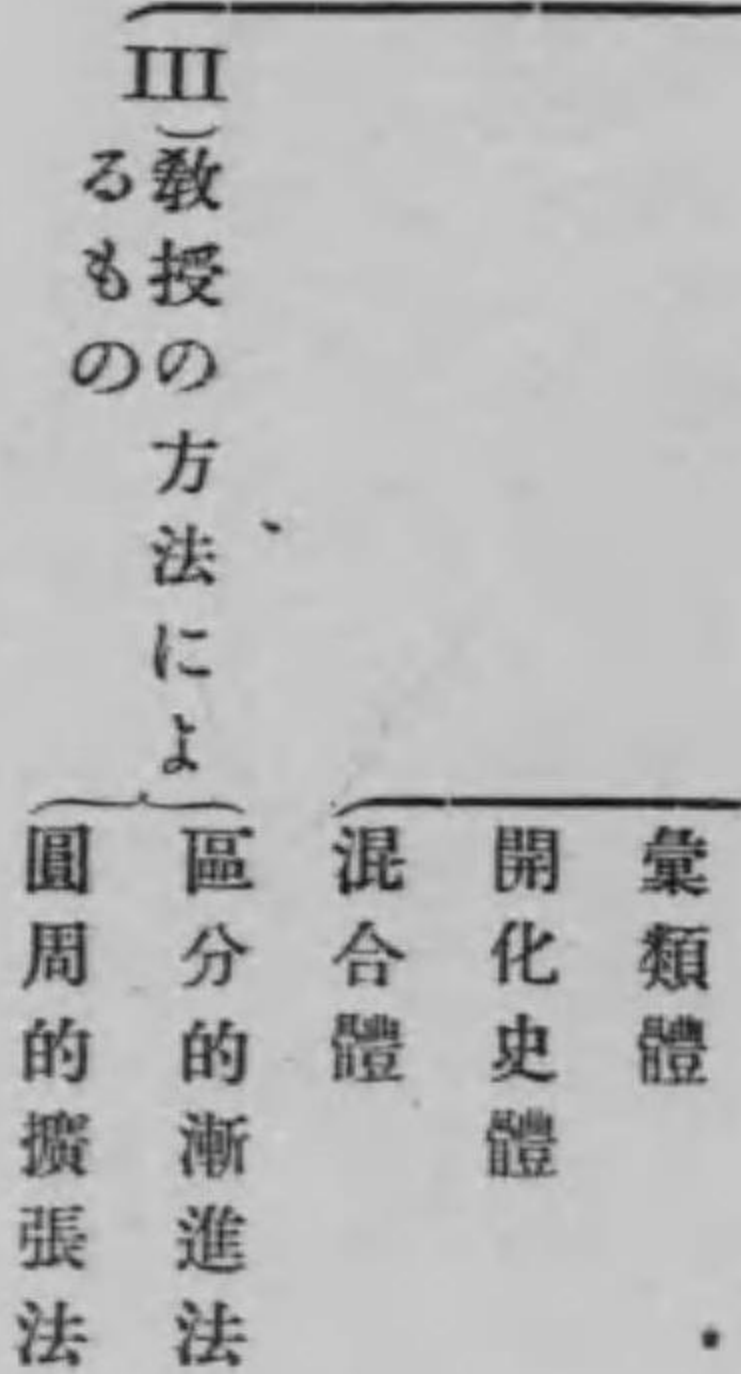 彙類體
開化史體
混合體
III)敎授の方法によ
るもの
區分的漸進法
圓周的擴張法